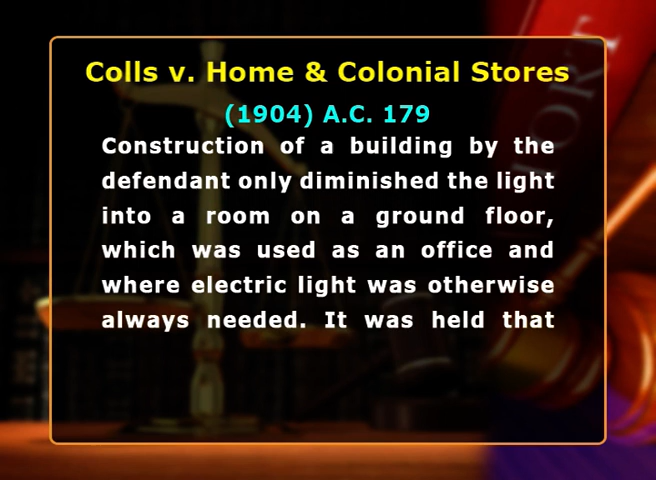 Colls v. Home & Colonial Stores
(1904) A.C. 179
Construction of a building by the
defendant only diminished the light
into a room on a ground floor,
which was used as an office and
where electric light was otherwise
always needed. It was held that